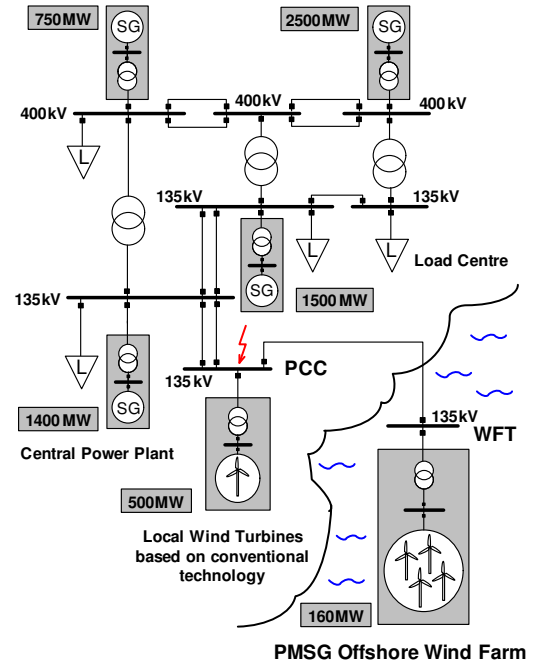 750MW
SG
2500MW
SG
400kV
400kV
400kV
L
135kV
135kV
L
L
Load Centre
SG
1500MW
135kV
L
PCC
135kV
1400MW
SG
135kV
WFT
Central Power Plant
500MW
Local Wind Turbines
based on conventional
technology
160MW
PMSG Offshore Wind Farm